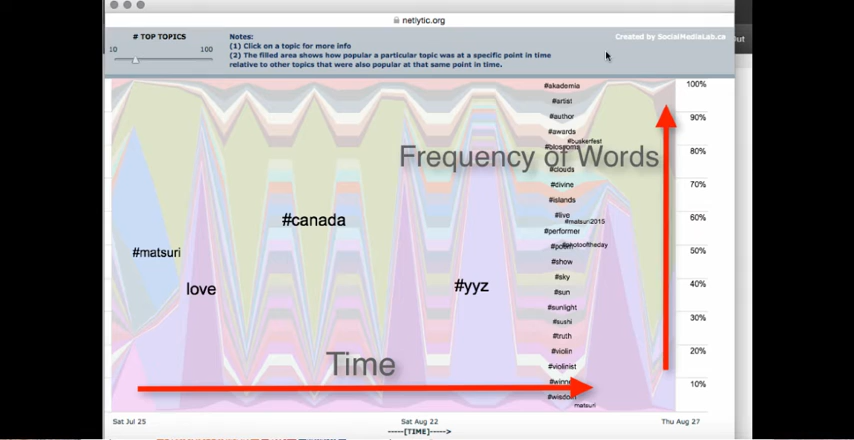 netlytic.org
# TOP TOPICS
10
100
Notes:
(1) Click on a topic for more info
(2) The filled area shows how popular a particular topic was at a specific point in time
relative to other topics that were also popular at that same point in time.
Created by SocialMediaLab.ca
Out
#akademia
#artist
#author
#awards
#buskerfest
#blossoms
#clouds
#divine
#islands
#live
#matsuri2015
#performer
#photooftheday
#show
#sky
#sun
#sunlight
#sushi
#truth
#violin
#violinist
#wisdom
matsuri
#canada
#matsuri
love
#yyz
Frequency of Words
Time
100%
90%
80%
70%
60%
50%
40%
30%
20%
10%
Sat Jul 25
Sat Aug 22
Thu Aug 27
-----[TIME]--->